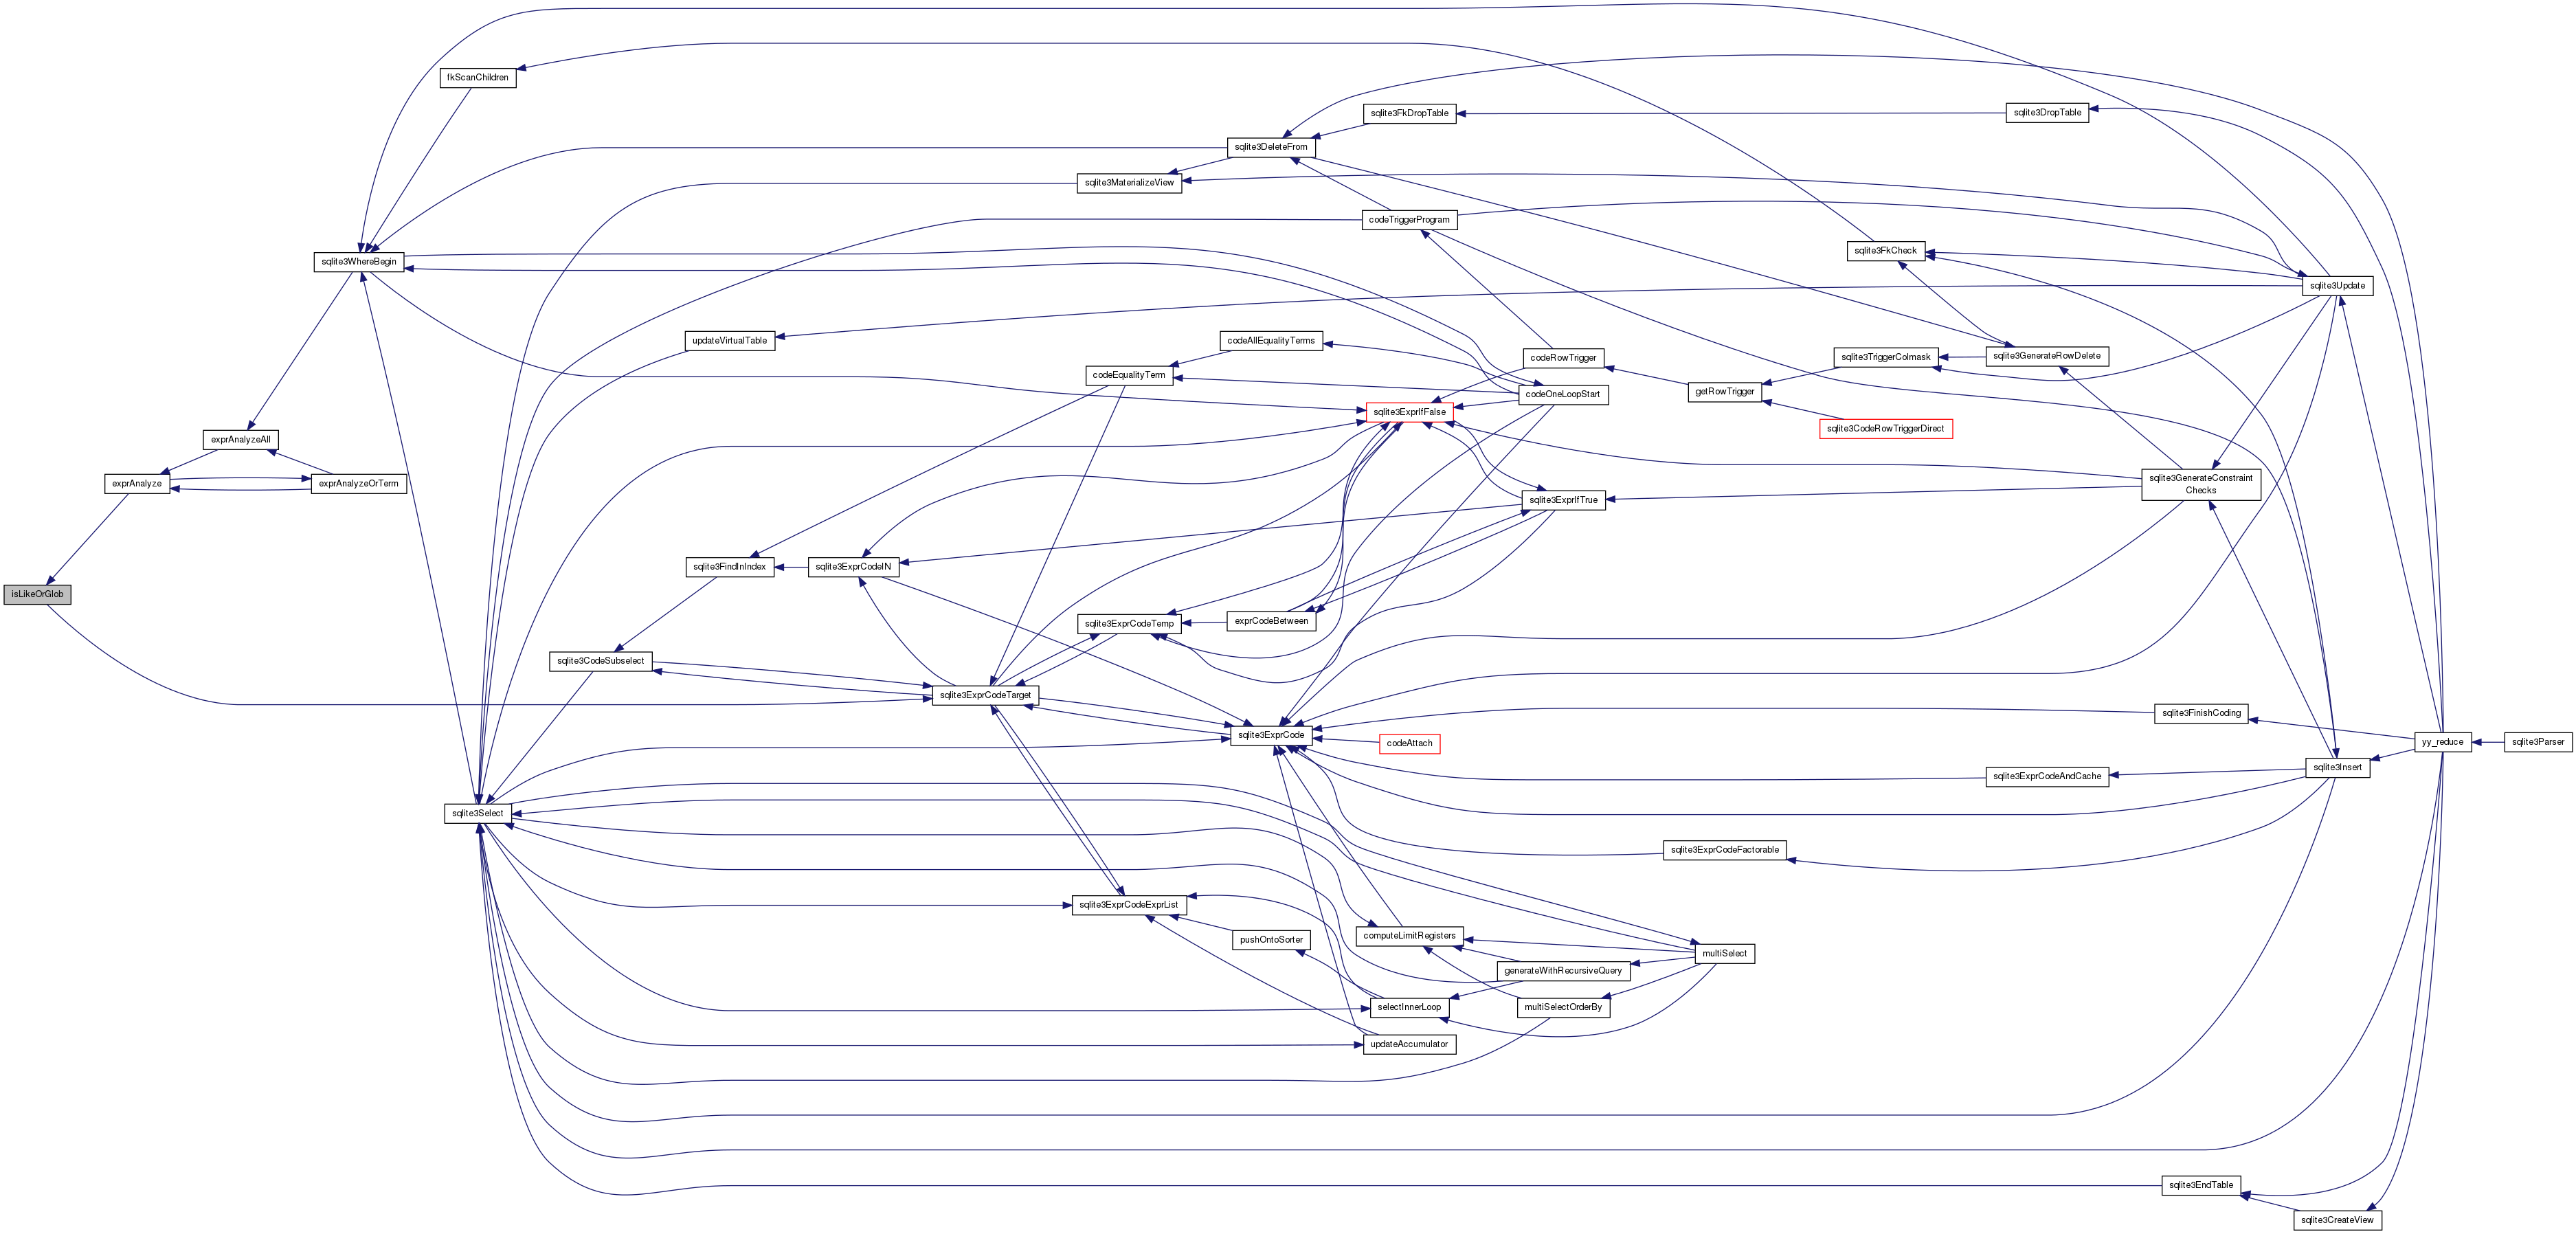 fkScanChildren
sqlite3FkDropTable
sqlite3DropTable
sqlite3DeleteFrom
sqlite3MaterializeView
codeTriggerProgram
sqlite3FkCheck
sqlite3WhereBegin
sqlite3Update
updateVirtualTable
codeAllEqualityTerms
codeRowTrigger
sqlite3TriggerColmask
sqlite3GenerateRowDelete
codeEqualityTerm
codeOneLoopStart
getRowTrigger
sqlite3ExprIfFalse
sqlite3CodeRowTriggerDirect
exprAnalyzeAll
exprAnalyze
exprAnalyzeOrTerm
sqlite3GenerateConstraint
Checks
sqlite3ExprIfTrue
sqlite3FindInIndex
sqlite3ExprCodeIN
isLikeOrGlob
sqlite3ExprCodeTemp
exprCodeBetween
sqlite3CodeSubselect
sqlite3ExprCodeTarget
sqlite3FinishCoding
sqlite3ExprCode
codeAttach
yy_reduce
sqlite3Parser
sqlite3Insert
sqlite3ExprCodeAndCache
sqlite3Select
sqlite3ExprCodeFactorable
sqlite3ExprCodeExprList
pushOntoSorter
computeLimitRegisters
multiSelect
generateWithRecursiveQuery
selectInnerLoop
multiSelectOrderBy
updateAccumulator
sqlite3EndTable
sqlite3CreateView